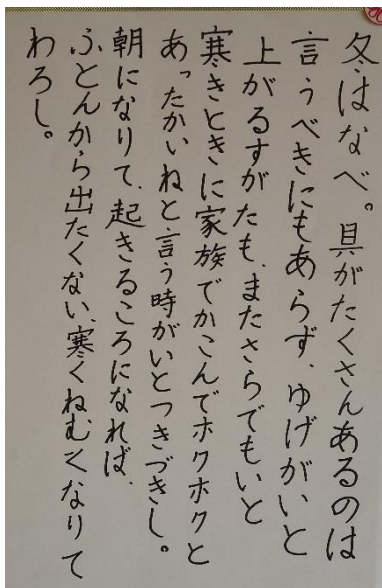 冬はなべ。具がたくさんあるのは
言うべきにもあらず、ゆげがいと
上がるすがたも、またさらでもいと
寒きときに家族でかこんでホクホクと
あったかいねと言う時がいとつきづきし。
朝になりて、起きるころになれば、
ふとんから出たくない、寒くねむくなりて
わろし。